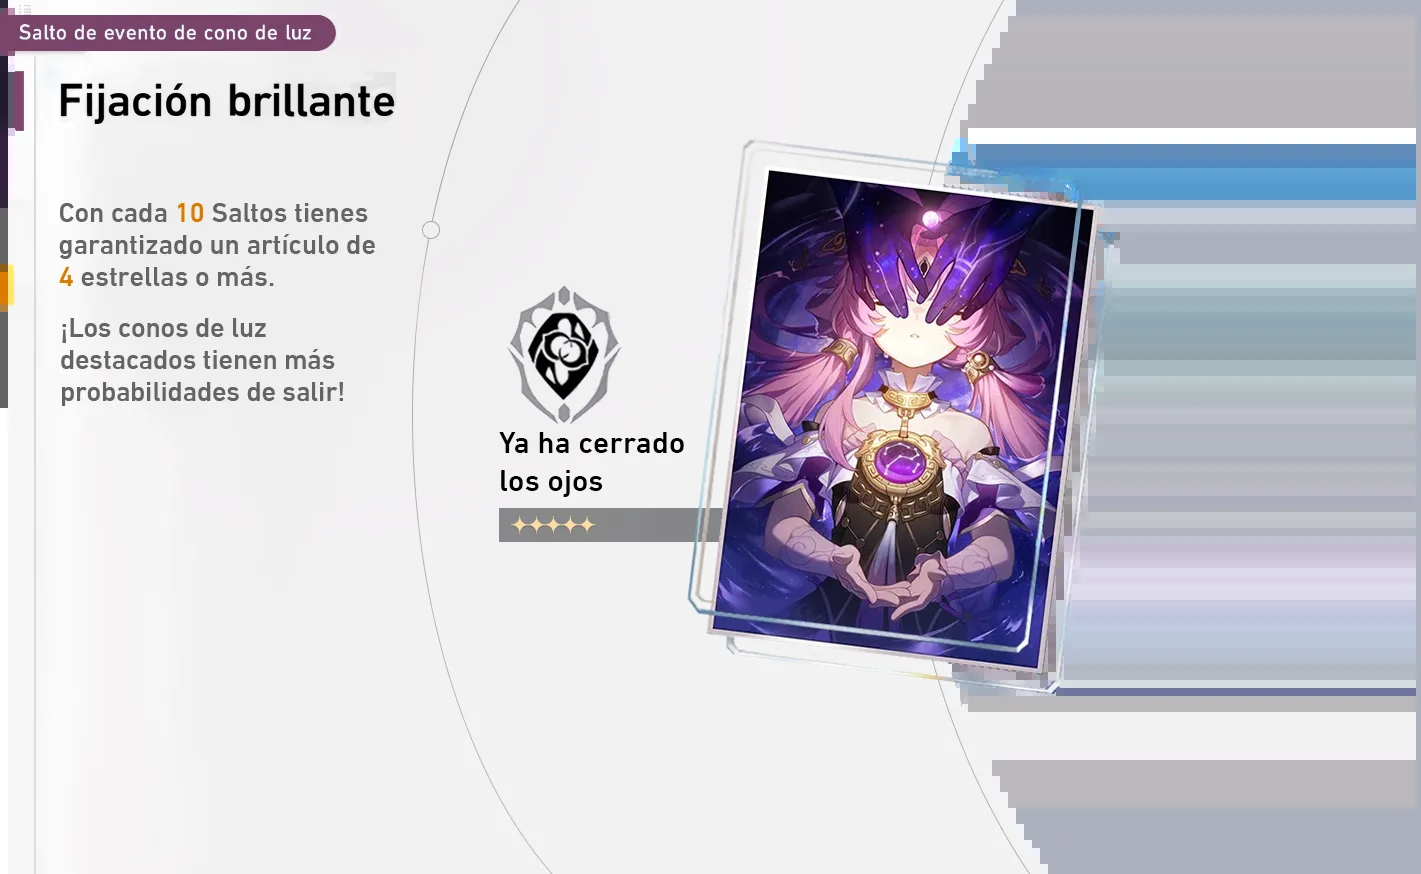 Salto de evento de cono de luz
Fijación brillante
Con cada 10 Saltos tienes
garantizado un artículo de
4 estrellas o más.
¡Los conos de luz
destacados tienen más
probabilidades de salir!
Ya ha cerrado
los ojos